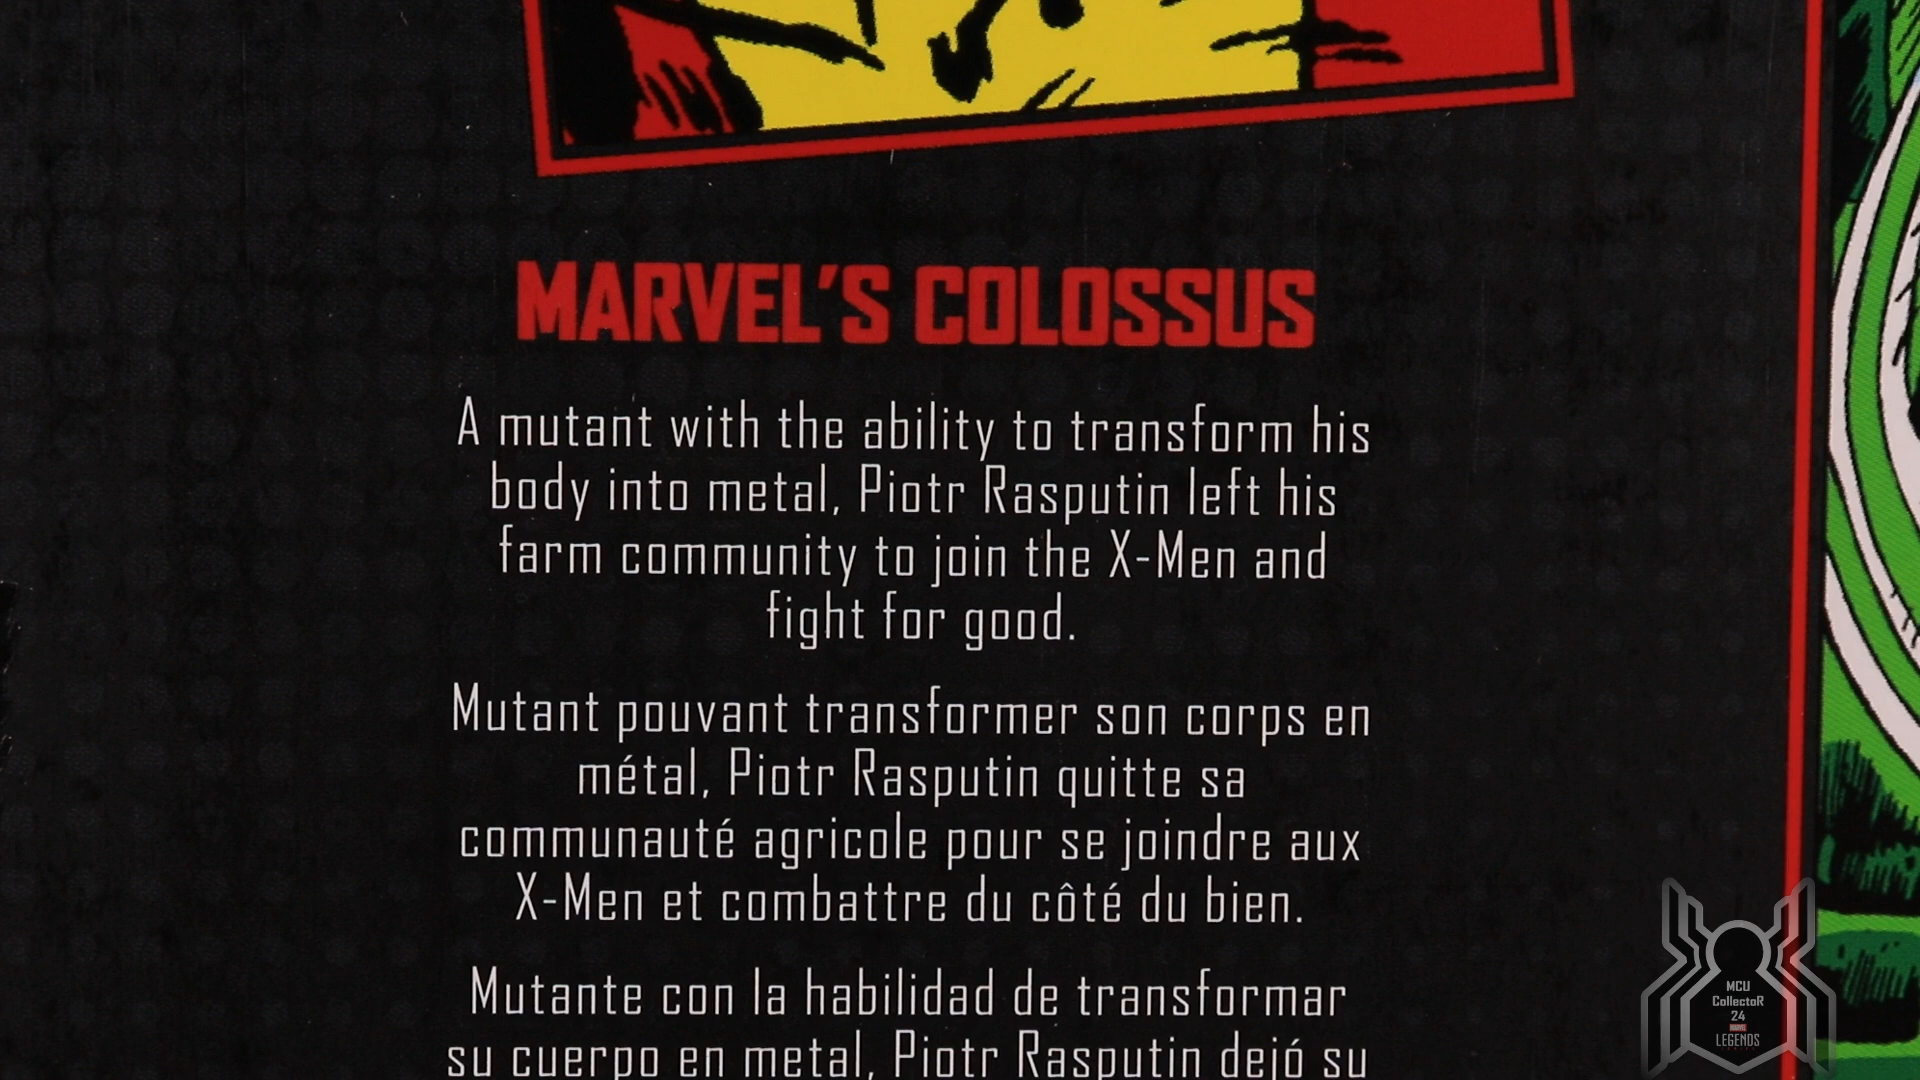 MARVEL'S COLOSSUS
A mutant with the ability to transform his
body into metal, Piotr Rasputin left his
farm community to join the X-Men and
fight for good.
Mutant pouvant transformer son corps en
métal, Piotr Rasputin quitte sa
communauté agricole pour se joindre aux
X-Men et combattre du côté du bien.
Mutante con la habilidad de transformar
su cuerpo en metal, Piotr Rasputin dejó su
MCU
CollectoR
24
MARVEL
LEGENDS